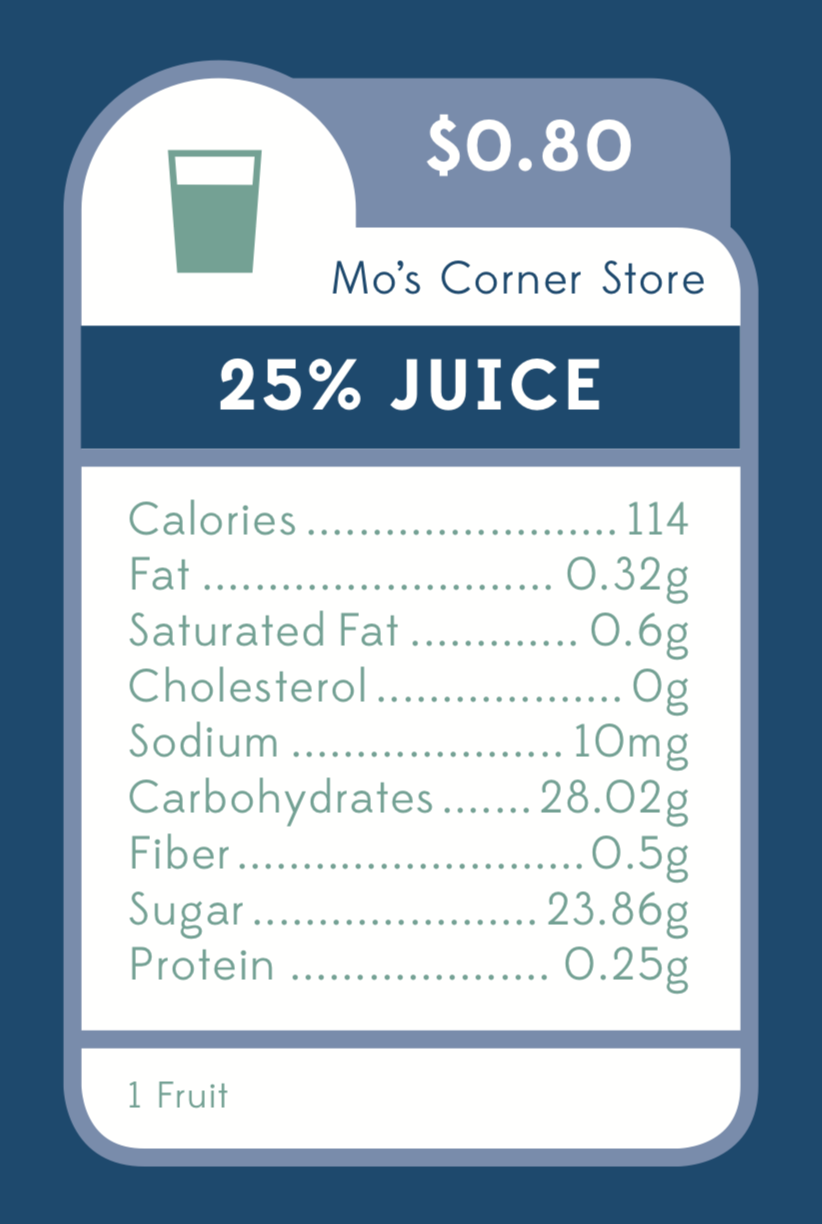 $0.80
Mo’s Corner Store
25% JUICE
Calories ........................ 114
Fat ........................... 0.32g
Saturated Fat ............. 0.6g
Cholesterol ................... 0g
Sodium ..................... 10mg
Carbohydrates ....... 28.02g
Fiber ........................... 0.5g
Sugar ...................... 23.86g
Protein .................... 0.25g
1 Fruit